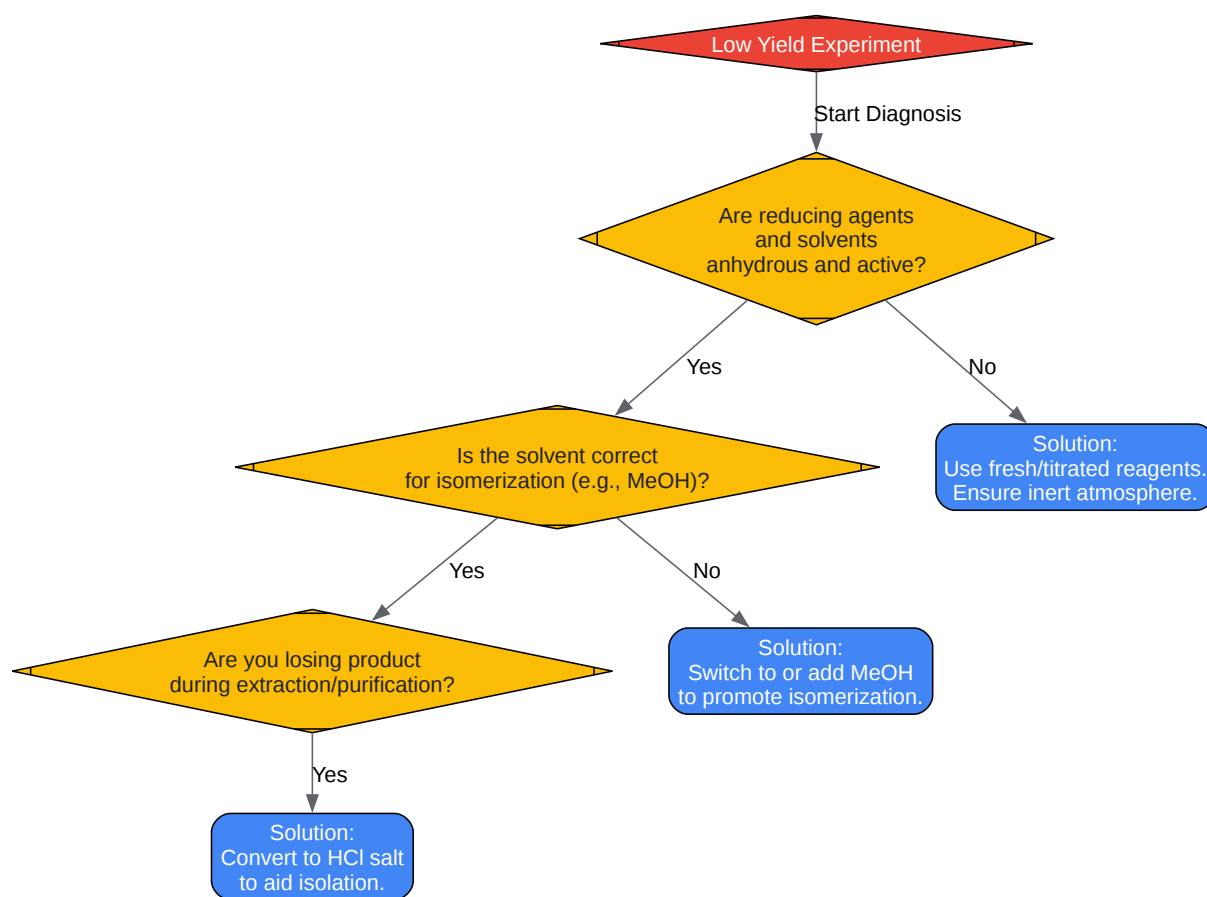 Low Yield Experiment
Start Diagnosis
Are reducing agents
and solvents
anhydrous and active?
Yes
No
Is the solvent correct
for isomerization (e.g., MeOH)?
Solution:
Use fresh/titrated reagents.
Ensure inert atmosphere.
Yes
No
Are you losing product
during extraction/purification?
Solution:
Switch to or add MeOH
to promote isomerization.
Yes
Solution:
Convert to HCl salt
to aid isolation.